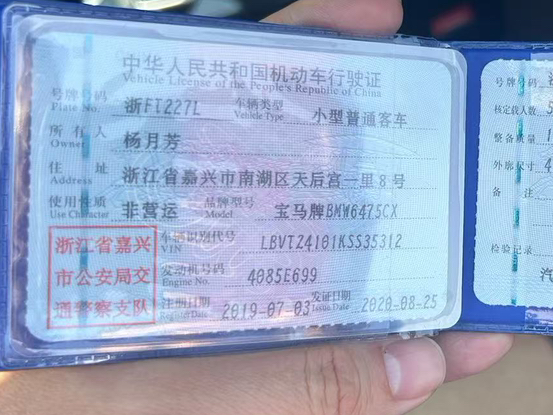 中华人民共和国机动车行驶证
Vehicle License of the People's Republic of China
号牌号码 浙FT227L 车辆类型 小型普通客车
Plate No. Vehicle Type
所有人 杨月芳
Owner
住址 浙江省嘉兴市南湖区天后宫一里8号
Address
使用性质 非营运 品牌型号 宝马牌BMW6475CX
Use Character Model
浙江省嘉兴
市公安局交
通警察支队
车辆识别代号 LBVTZ4101KSS35312
VIN
发动机号码 4085E699
Engine No.
注册日期 2019-07-03 发证日期 2020-08-25
Register Date Issue Date
号牌号码
核定载人数
整备质量
外廓尺寸
备注
检验记录